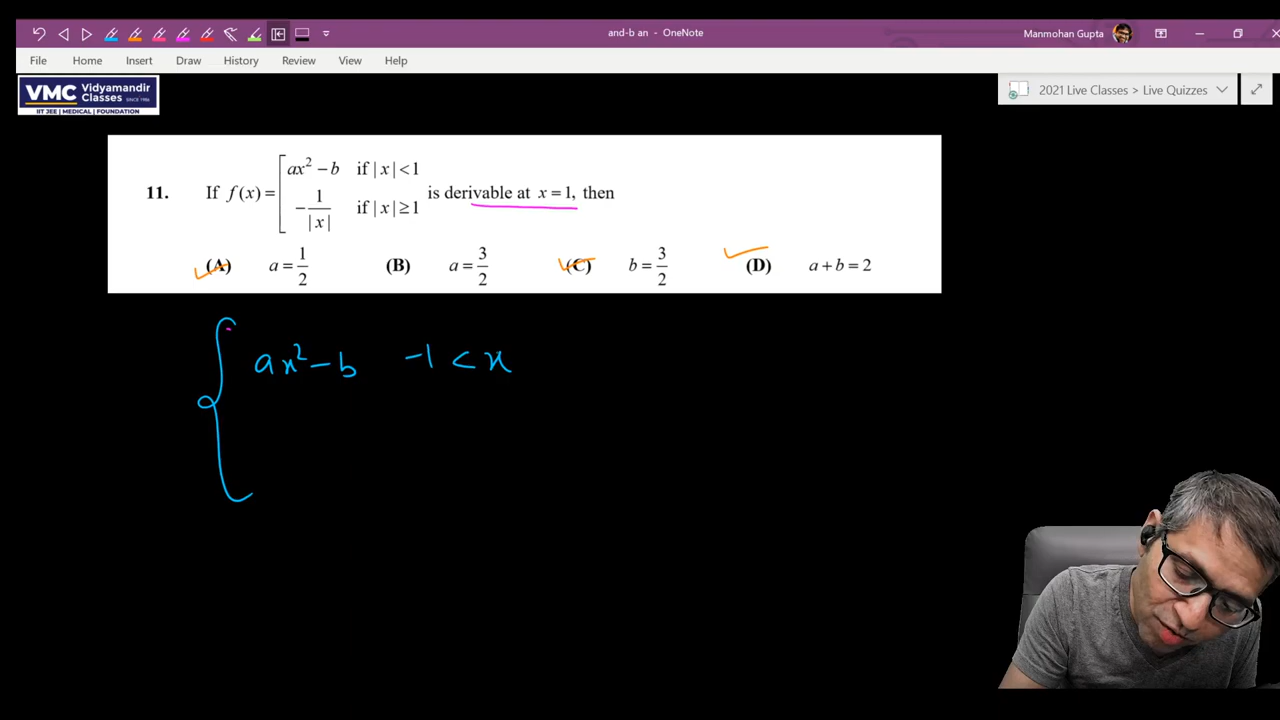 and-b an - OneNote
Manmohan Gupta
File Home Insert Draw History Review View Help
VMC Vidyamandir Classes SINCE 1986
IIT JEE | MEDICAL | FOUNDATION
2021 Live Classes > Live Quizzes
11. If f(x) = [ ax² − b if |x| < 1
−1/|x| if |x| ≥ 1 is derivable at x = 1, then
(A) a = 1/2 (B) a = 3/2 (C) b = 3/2 (D) a + b = 2
{ ax² − b −1 < x